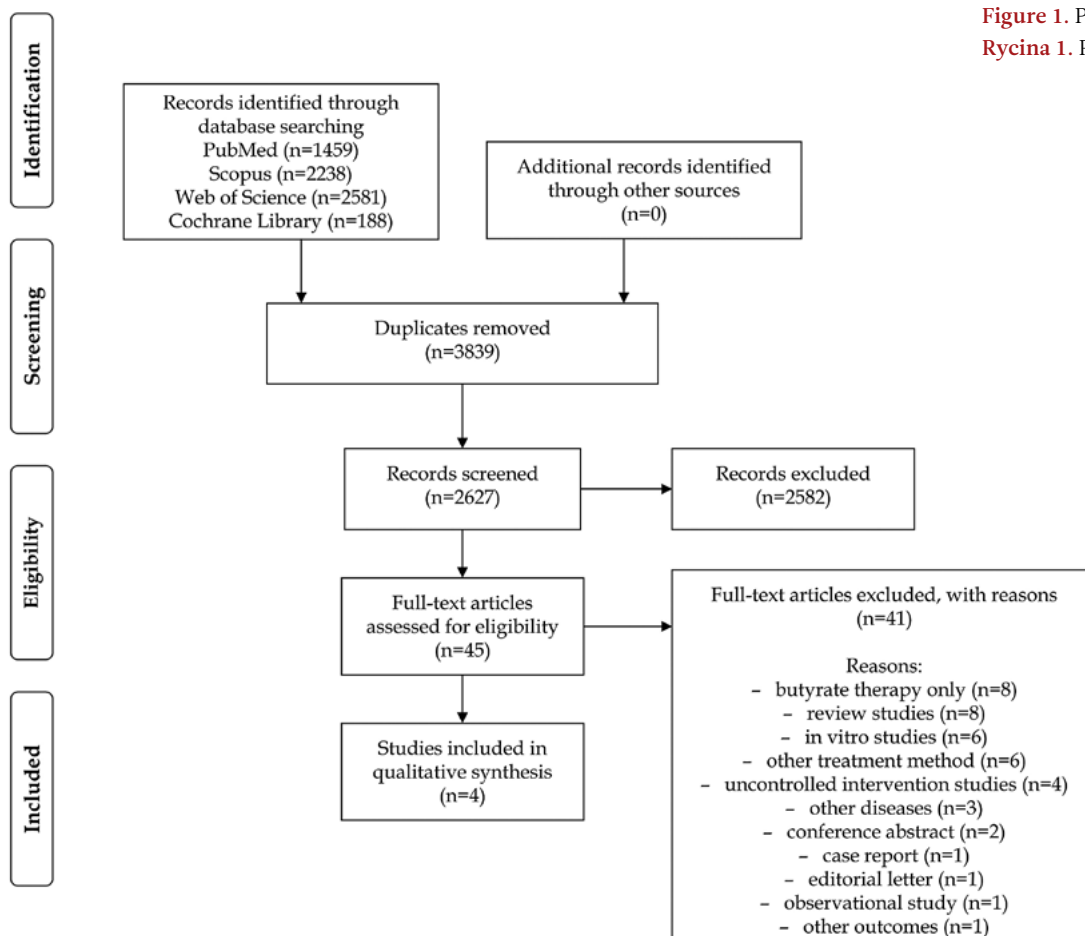 Figure 1. P
Rycina 1. P
Identification
Records identified through
database searching
PubMed (n=1459)
Scopus (n=2238)
Web of Science (n=2581)
Cochrane Library (n=188)
Additional records identified
through other sources
(n=0)
Screening
Duplicates removed
(n=3839)
Records screened
(n=2627)
Records excluded
(n=2582)
Eligibility
Full-text articles
assessed for eligibility
(n=45)
Full-text articles excluded, with reasons
(n=41)
Reasons:
– butyrate therapy only (n=8)
– review studies (n=8)
– in vitro studies (n=6)
– other treatment method (n=6)
– uncontrolled intervention studies (n=4)
– other diseases (n=3)
– conference abstract (n=2)
– case report (n=1)
– editorial letter (n=1)
– observational study (n=1)
– other outcomes (n=1)
Included
Studies included in
qualitative synthesis
(n=4)